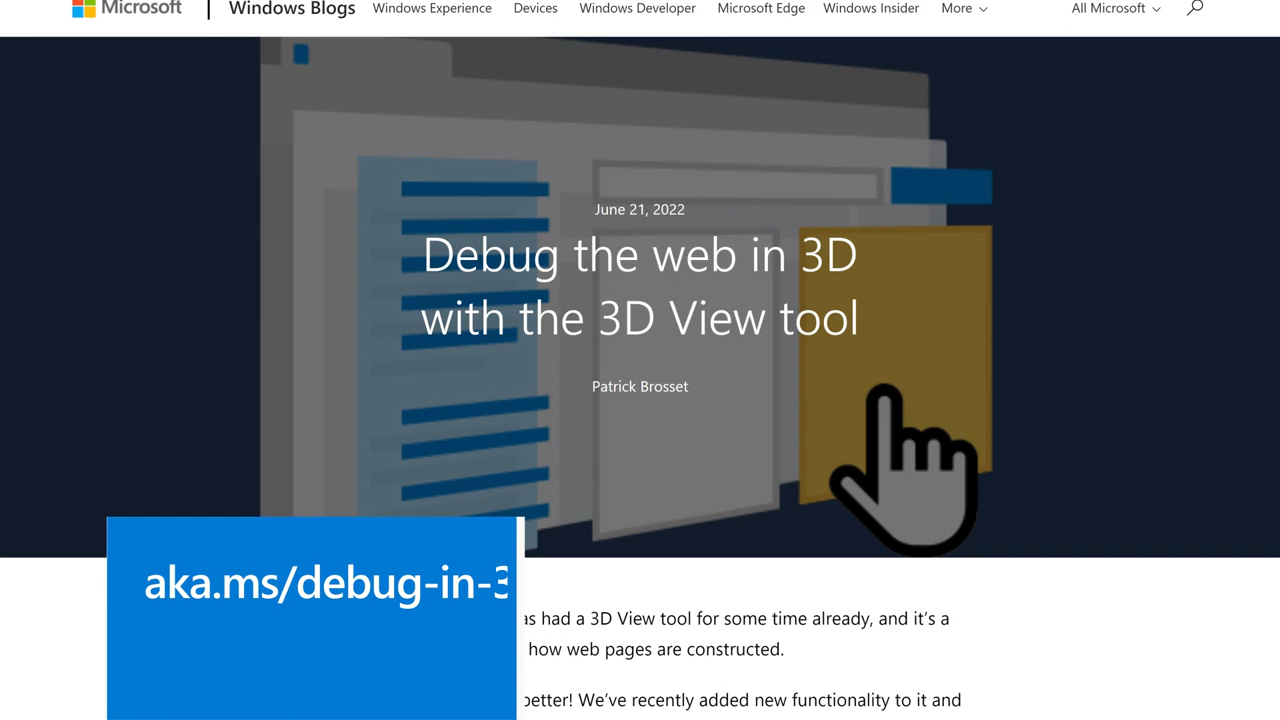 Microsoft
Windows Blogs
Windows Experience
Devices
Windows Developer
Microsoft Edge
Windows Insider
More
All Microsoft
June 21, 2022
Debug the web in 3D
with the 3D View tool
Patrick Brosset
aka.ms/debug-in-3
as had a 3D View tool for some time already, and it’s a
how web pages are constructed.
better! We’ve recently added new functionality to it and